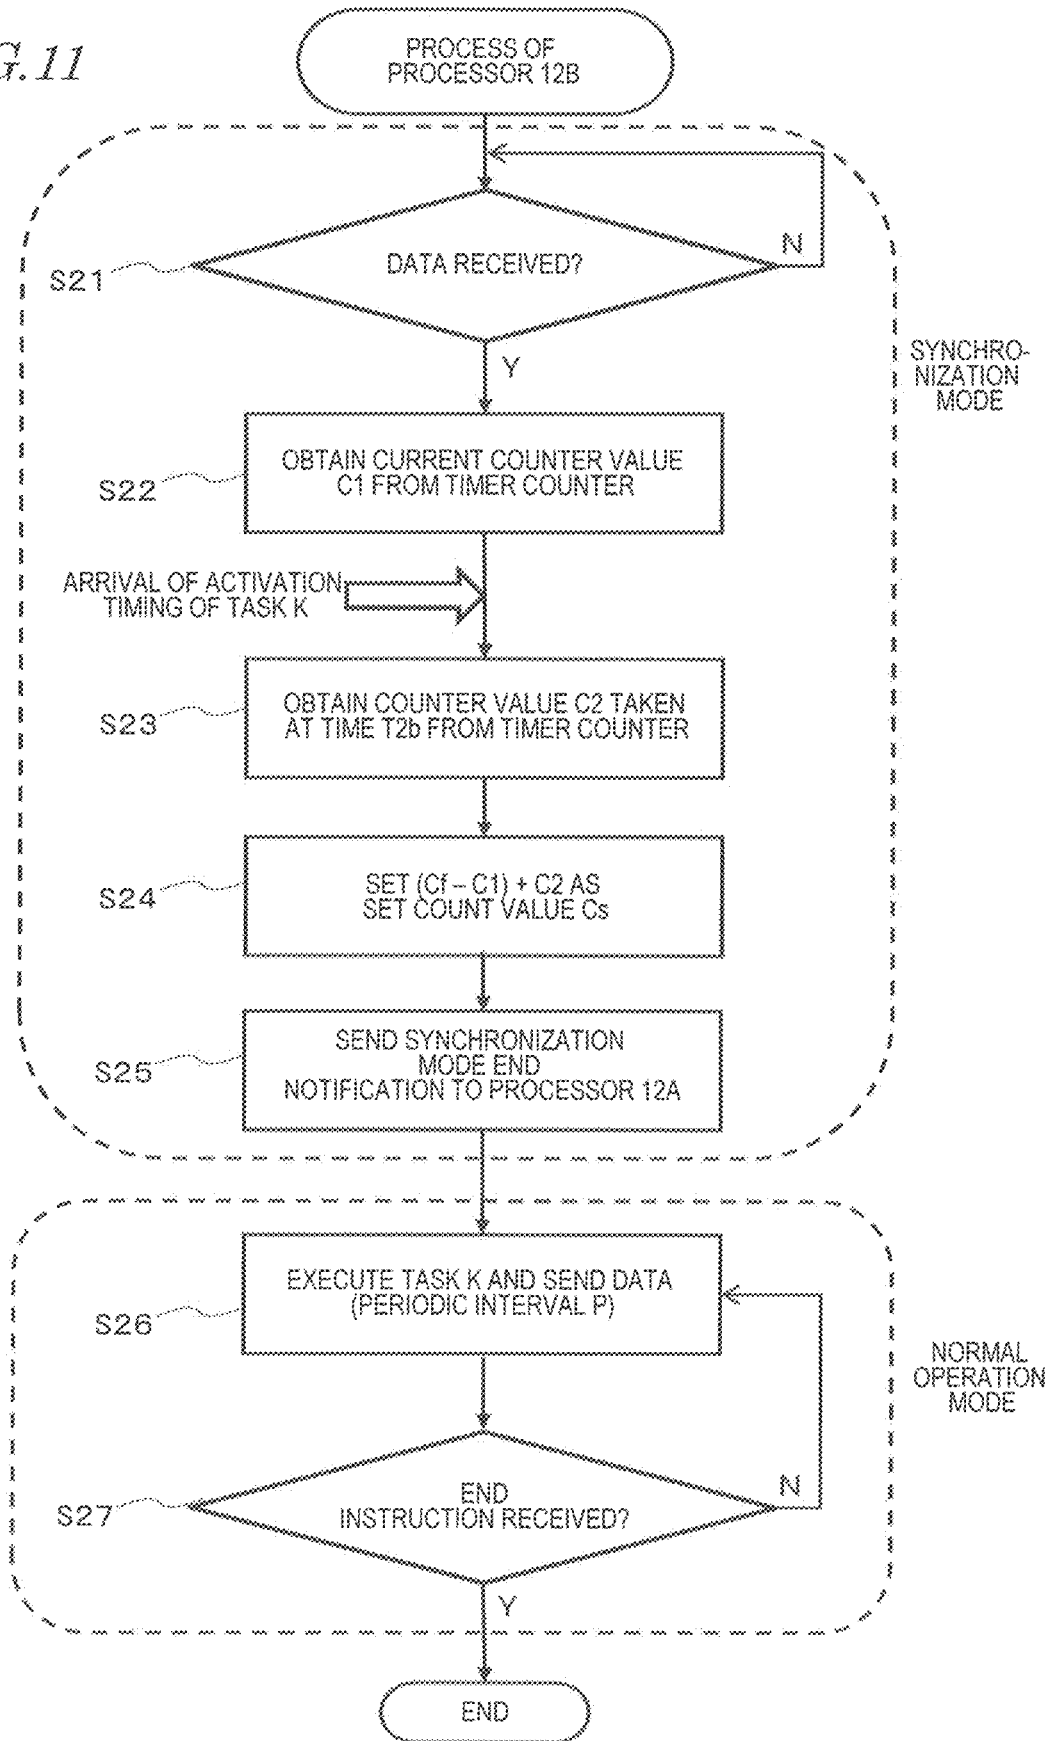 G.11
PROCESS OF
PROCESSOR 12B
N
DATA RECEIVED?
S21
Y
SYNCHRO-
NIZATION
MODE
OBTAIN CURRENT COUNTER VALUE
C1 FROM TIMER COUNTER
S22
ARRIVAL OF ACTIVATION
TIMING OF TASK K
OBTAIN COUNTER VALUE C2 TAKEN
AT TIME T2b FROM TIMER COUNTER
S23
SET (Cf – C1) + C2 AS
SET COUNT VALUE Cs
S24
SEND SYNCHRONIZATION
MODE END
NOTIFICATION TO PROCESSOR 12A
S25
EXECUTE TASK K AND SEND DATA
(PERIODIC INTERVAL P)
S26
NORMAL
OPERATION
MODE
N
END
INSTRUCTION RECEIVED?
S27
Y
END